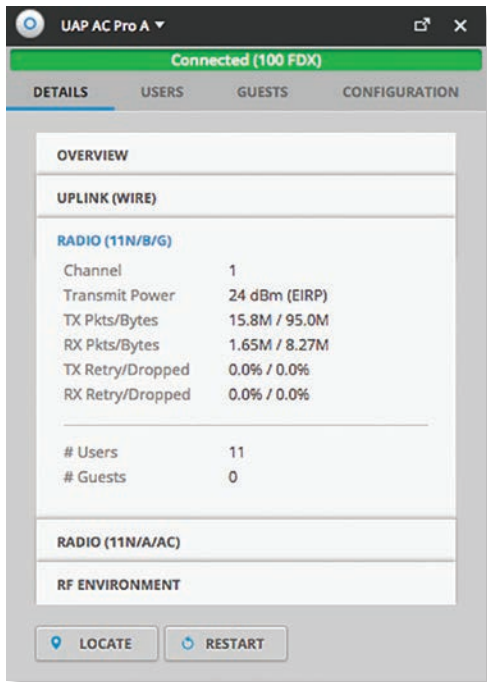 UAP AC Pro A
Connected (100 FDX)
DETAILS USERS GUESTS CONFIGURATION
OVERVIEW
UPLINK (WIRE)
RADIO (11N/B/G)
Channel 1
Transmit Power 24 dBm (EIRP)
TX Pkts/Bytes 15.8M / 95.0M
RX Pkts/Bytes 1.65M / 8.27M
TX Retry/Dropped 0.0% / 0.0%
RX Retry/Dropped 0.0% / 0.0%
# Users 11
# Guests 0
RADIO (11N/A/AC)
RF ENVIRONMENT
LOCATE RESTART